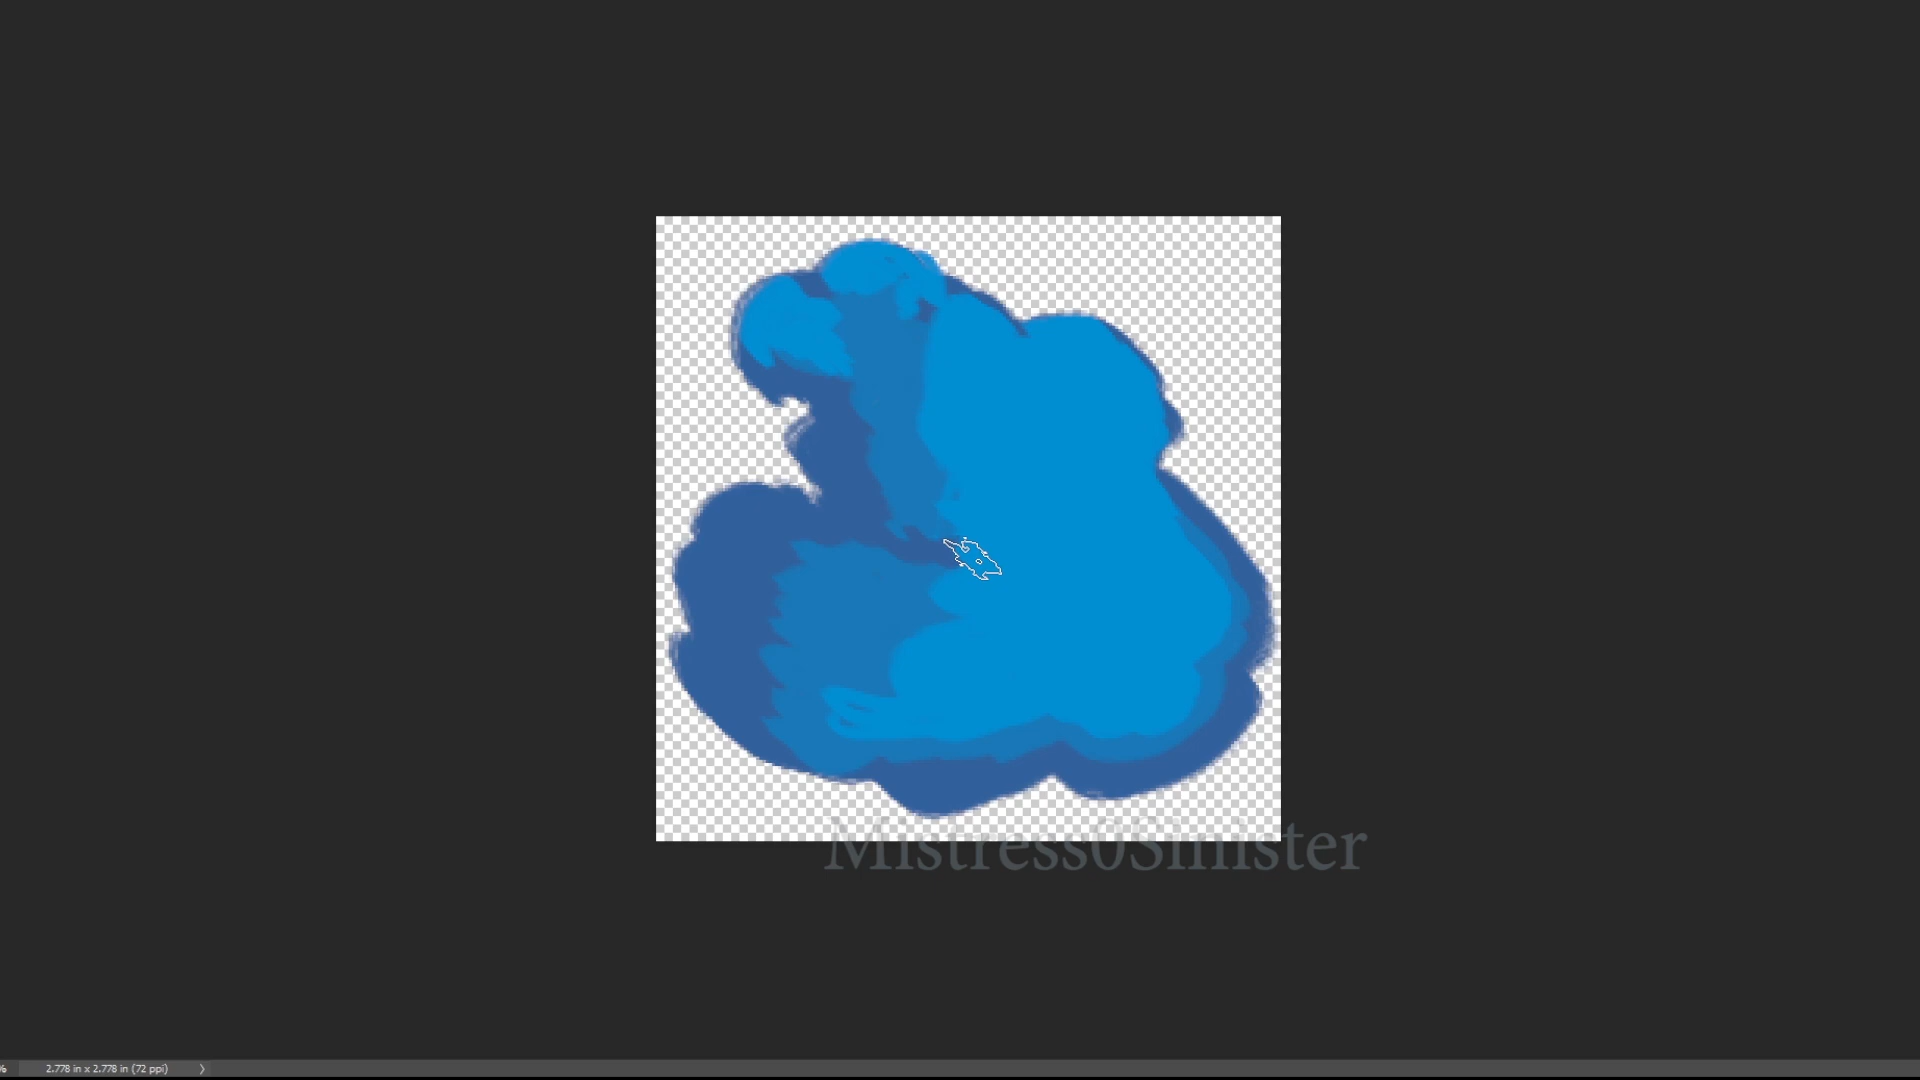 Mistress0Sinister
% 2.778 in x 2.778 in (72 ppi) >